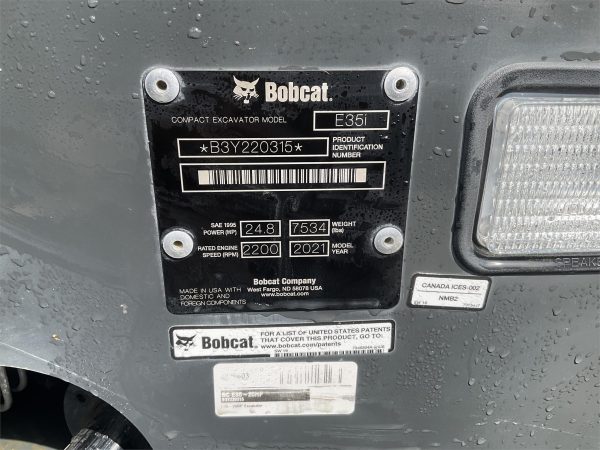 Bobcat®
COMPACT EXCAVATOR MODEL E35i
*B3Y220315* PRODUCT IDENTIFICATION NUMBER
SAE 1995 POWER (HP) 24.8 7534 WEIGHT (lbs)
RATED ENGINE SPEED (RPM) 2200 2021 MODEL YEAR
Bobcat Company
West Fargo, ND 58078 USA
www.bobcat.com
MADE IN USA WITH
DOMESTIC AND
FOREIGN COMPONENTS
CANADA ICES-002
NMB2
Bobcat.
FOR A LIST OF UNITED STATES PATENTS
THAT COVER THIS PRODUCT, GO TO:
www.bobcat.com/patents
B3Y220315